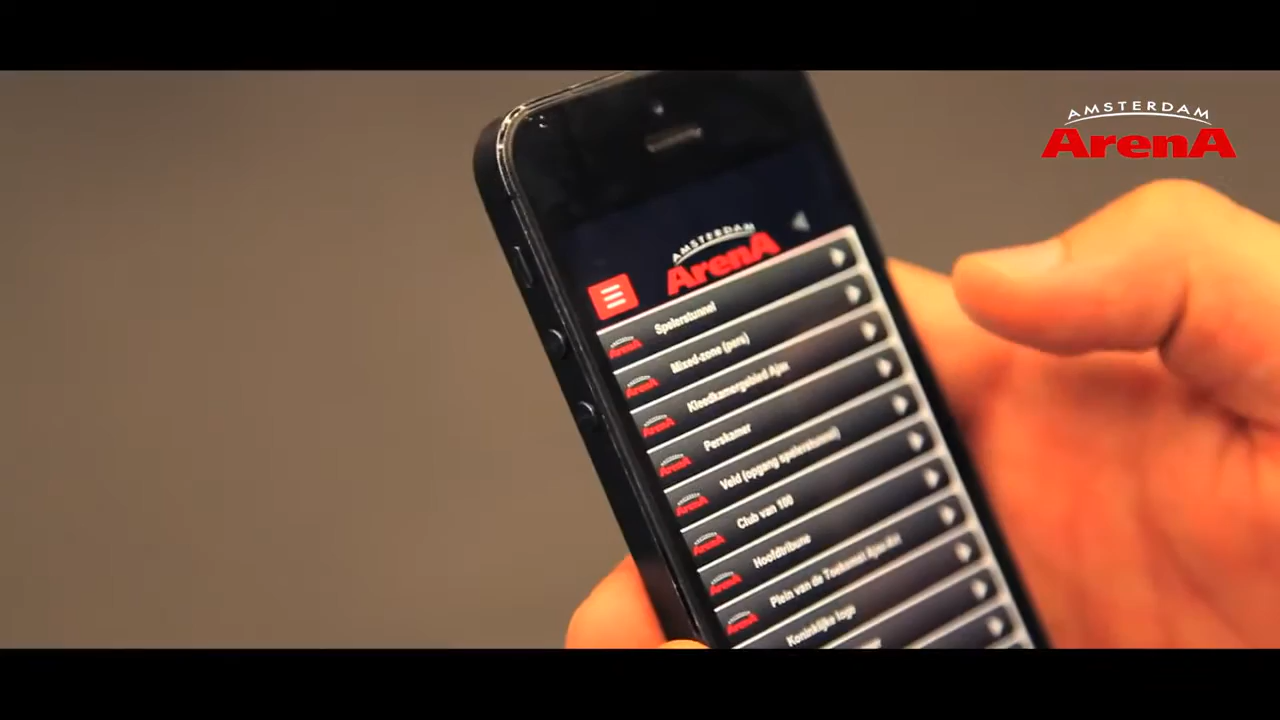 AMSTERDAM
ArenA
AMSTERDAM
ArenA
Spelerstunnel
Mixed-zone (pers)
Kleedkamergebied Ajax
Perskamer
Veld (opgang spelerstunnel)
Club van 100
Hoofdtribune
Plein van de Toekomst Ajax
Koninklijke loge